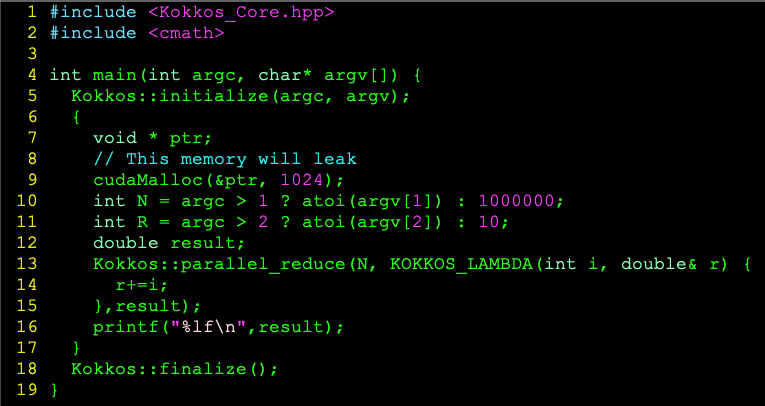 1 #include <Kokkos_Core.hpp>
2 #include <cmath>
3
4 int main(int argc, char* argv[]) {
5   Kokkos::initialize(argc, argv);
6   {
7     void * ptr;
8     // This memory will leak
9     cudaMalloc(&ptr, 1024);
10     int N = argc > 1 ? atoi(argv[1]) : 1000000;
11     int R = argc > 2 ? atoi(argv[2]) : 10;
12     double result;
13     Kokkos::parallel_reduce(N, KOKKOS_LAMBDA(int i, double& r) {
14       r+=i;
15     },result);
16     printf("%lf\n",result);
17   }
18   Kokkos::finalize();
19 }